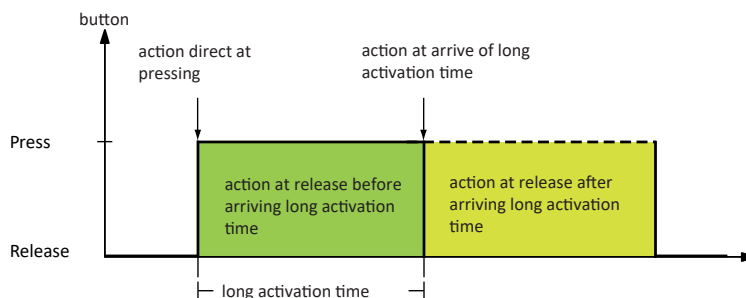 button
action direct at
pressing
action at arrive of long
activation time
Press
action at release before
arriving long activation
time
action at release after
arriving long activation
time
Release
long activation time